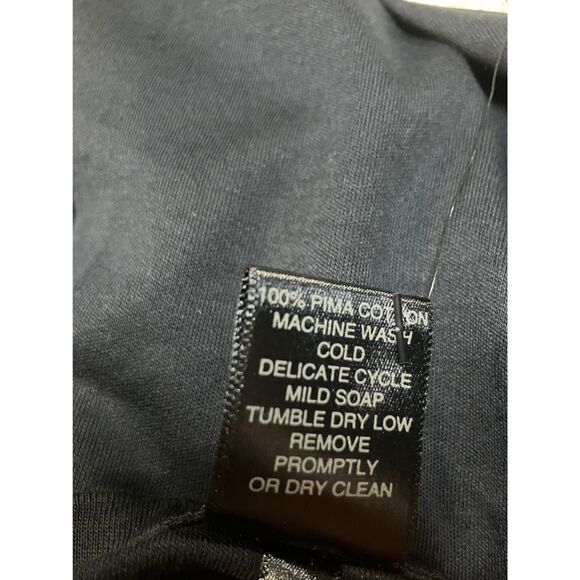 100% PIMA COTTON
MACHINE WASH
COLD
DELICATE CYCLE
MILD SOAP
TUMBLE DRY LOW
REMOVE
PROMPTLY
OR DRY CLEAN